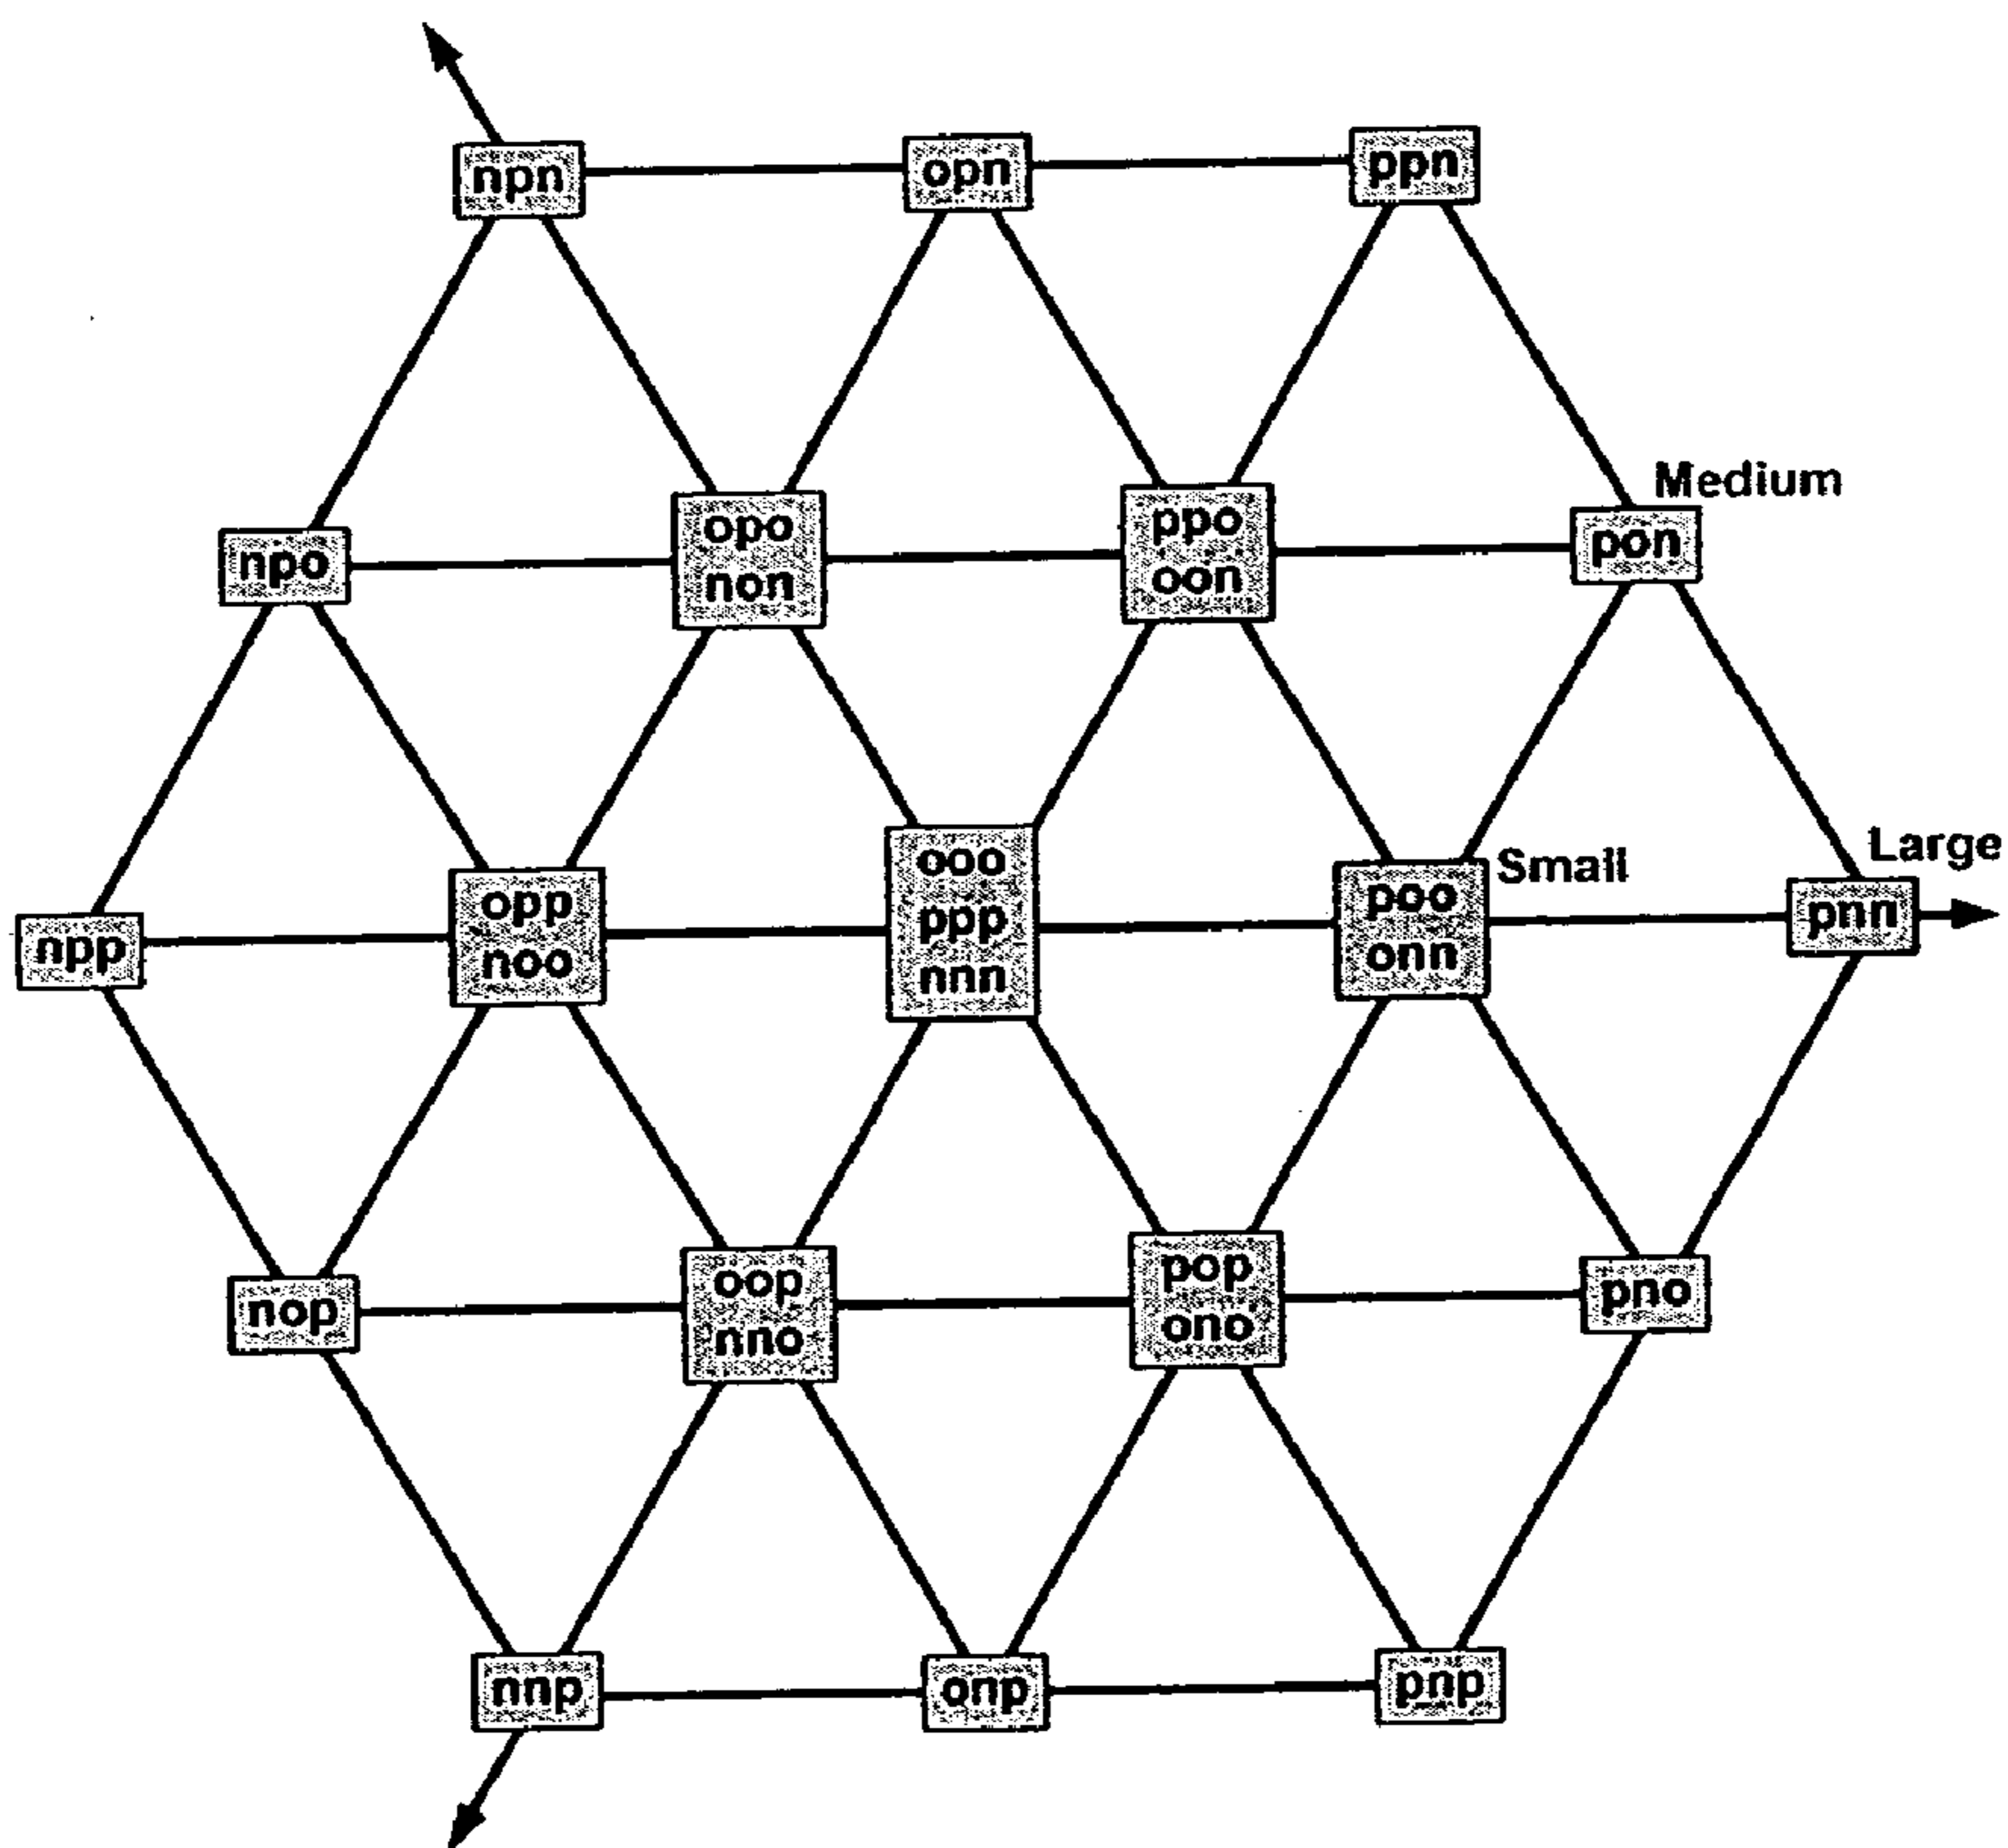 npn
opn
ppn
Medium
npo
opo
non
ppo
oon
pon
Large
npp
opp
noo
ooo
ppp
nnn
Small
poo
onn
pnn
nop
oop
nno
pop
ono
pno
nnp
onp
pnp